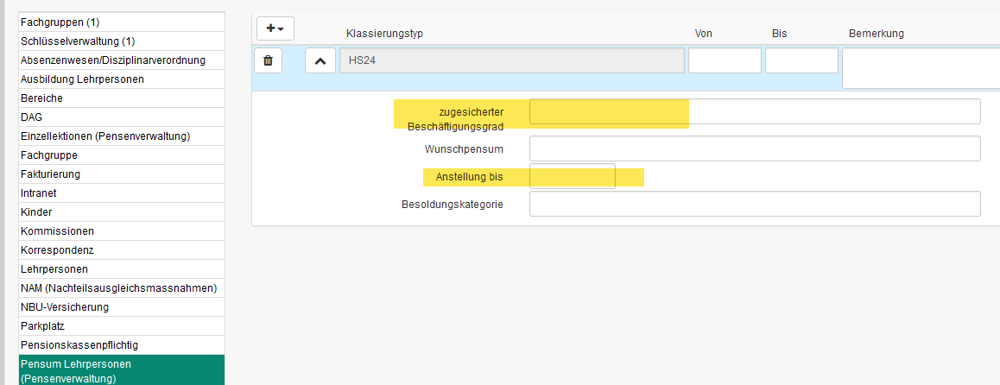 Fachgruppen (1)
Schlüsselverwaltung (1)
Absenzenwesen/Disziplinarverordnung
Ausbildung Lehrpersonen
Bereiche
DAG
Einzellektionen (Pensenverwaltung)
Fachgruppe
Fakturierung
Intranet
Kinder
Kommissionen
Korrespondenz
Lehrpersonen
NAM (Nachteilsausgleichsmassnahmen)
NBU-Versicherung
Parkplatz
Pensionskassenpflichtig
Pensum Lehrpersonen
(Pensenverwaltung)
Klassierungstyp Von Bis Bemerkung
HS24
zugesicherter
Beschäftigungsgrad
Wunschpensum
Anstellung bis
Besoldungskategorie